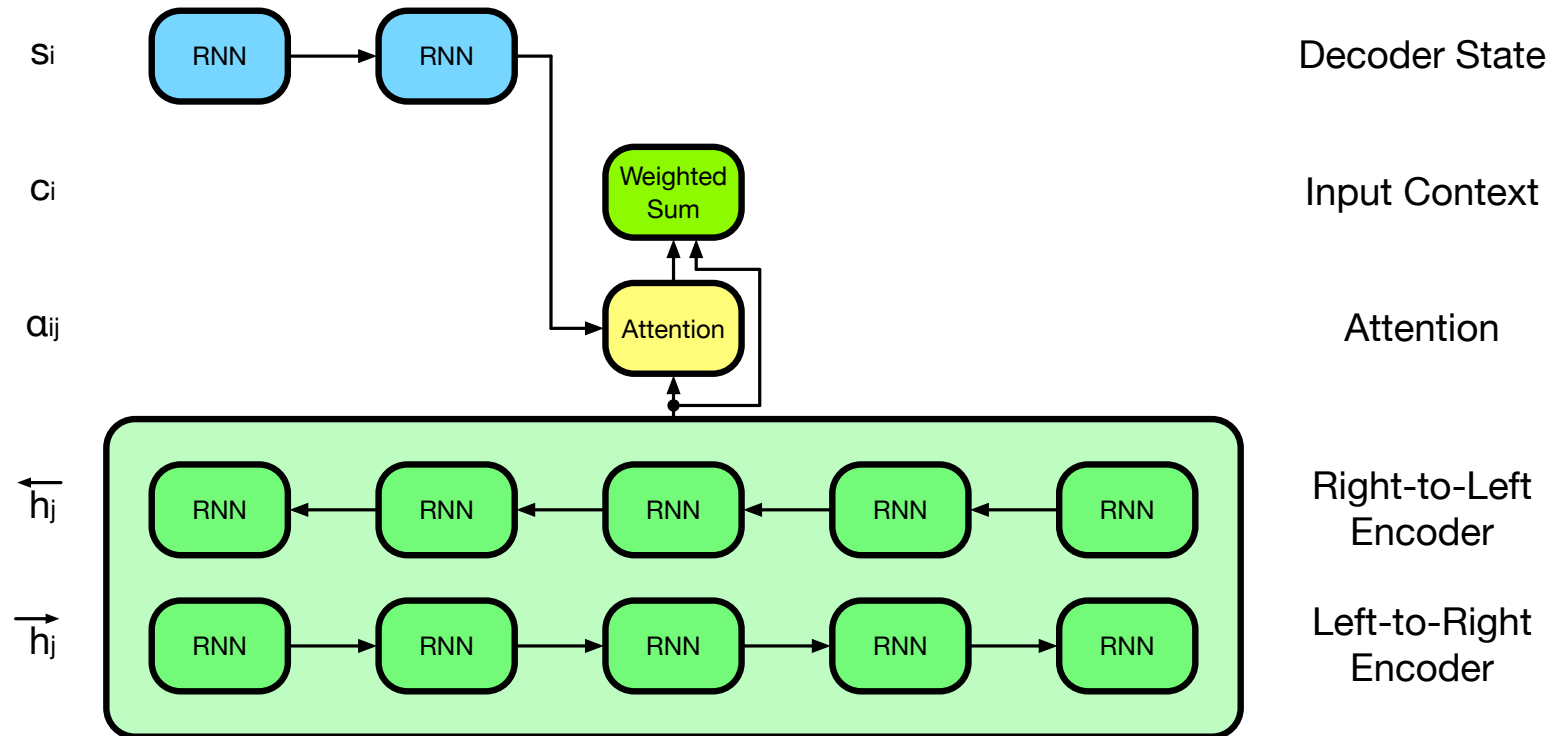 si RNN RNN Decoder State
ci Weighted Sum Input Context
αij Attention Attention
←hj RNN RNN RNN RNN RNN Right-to-Left Encoder
→hj RNN RNN RNN RNN RNN Left-to-Right Encoder